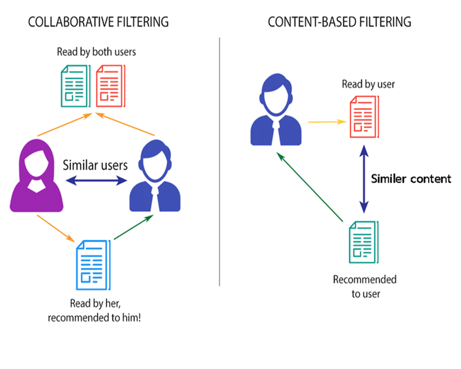 COLLABORATIVE FILTERING
Read by both users
Similar users
Read by her,
recommended to him!
CONTENT-BASED FILTERING
Read by user
Similer content
Recommended
to user